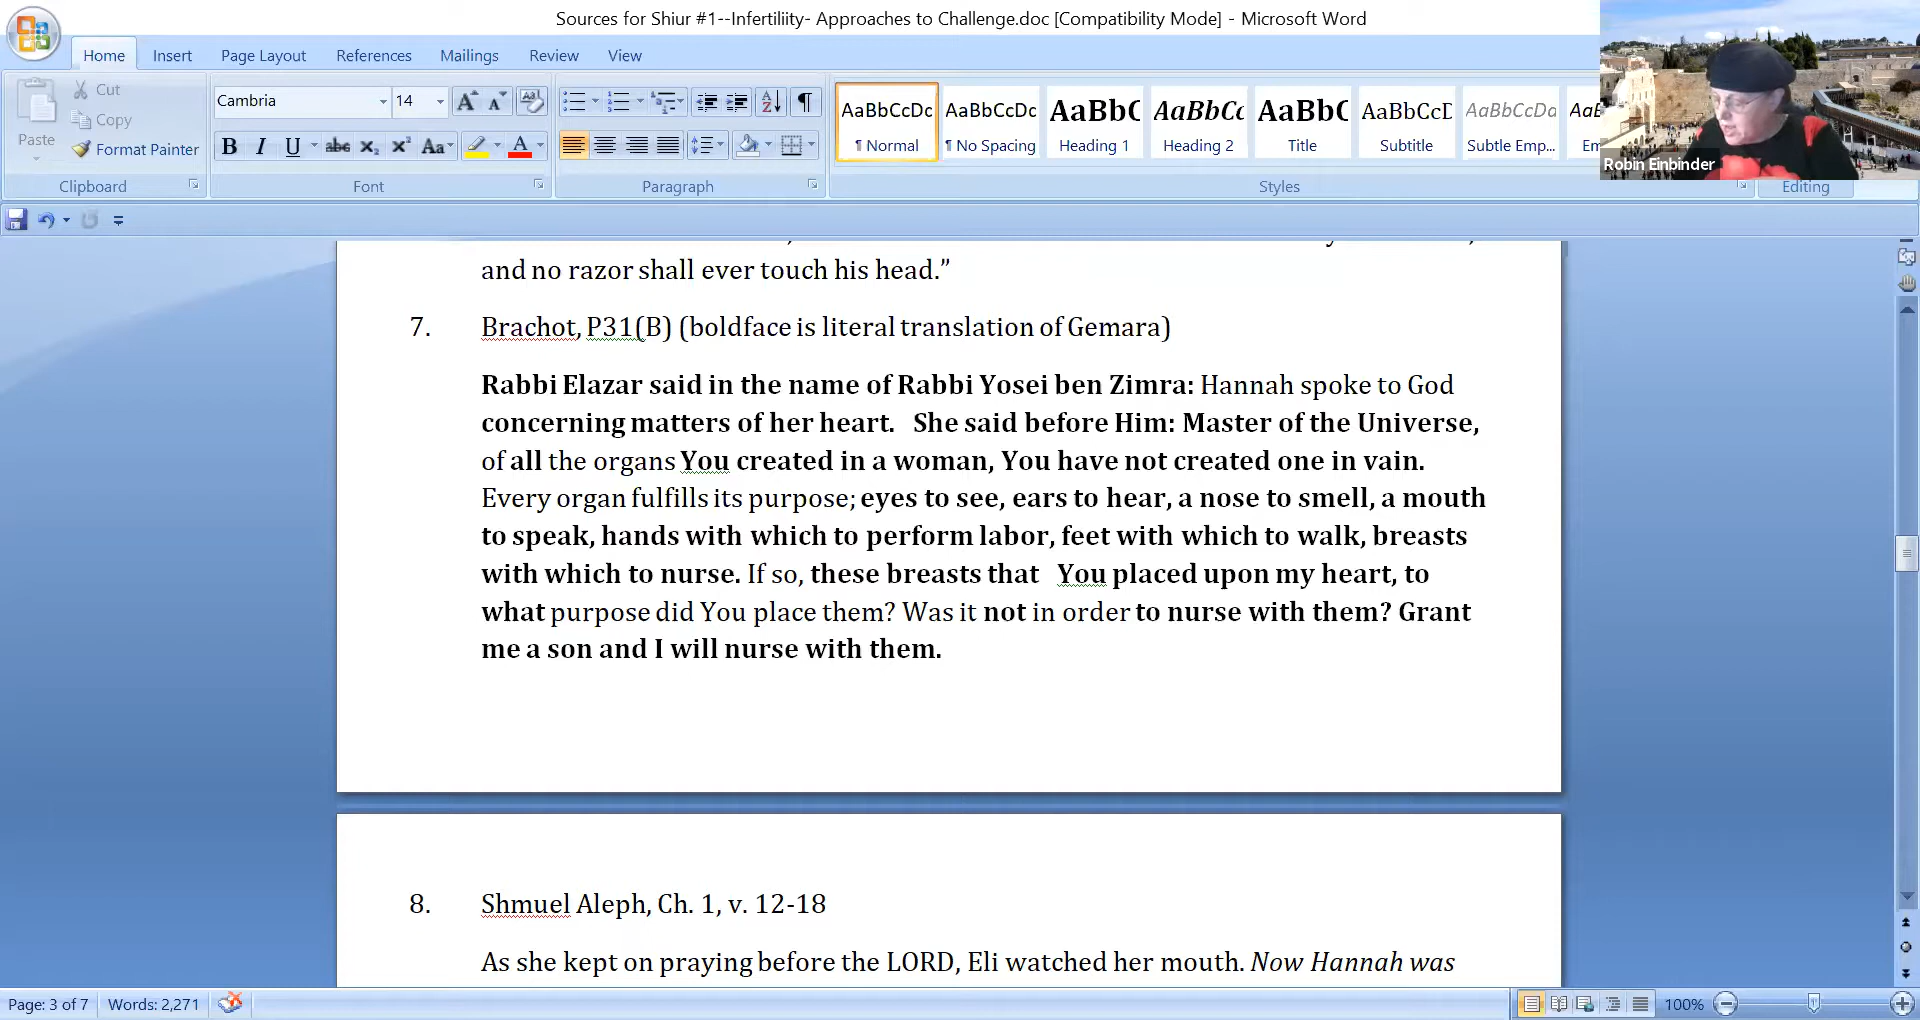 Sources for Shiur #1--Infertiliity- Approaches to Challenge.doc [Compatibility Mode] - Microsoft Word
Home Insert Page Layout References Mailings Review View
Paste
Cut
Copy
Format Painter
Clipboard
Cambria 14
B I U abc x₂ x² Aa A
Font
Paragraph
AaBbCcDc AaBbCcDc AaBbC AaBbCc AaBbC AaBbCcD AaBbCcDa AaB
¶ Normal ¶ No Spacing Heading 1 Heading 2 Title Subtitle Subtle Emp... Em
Styles
Editing
Robin Einbinder
and no razor shall ever touch his head.”
7. Brachot, P31(B) (boldface is literal translation of Gemara)
Rabbi Elazar said in the name of Rabbi Yosei ben Zimra: Hannah spoke to God
concerning matters of her heart. She said before Him: Master of the Universe,
of all the organs You created in a woman, You have not created one in vain.
Every organ fulfills its purpose; eyes to see, ears to hear, a nose to smell, a mouth
to speak, hands with which to perform labor, feet with which to walk, breasts
with which to nurse. If so, these breasts that You placed upon my heart, to
what purpose did You place them? Was it not in order to nurse with them? Grant
me a son and I will nurse with them.
8. Shmuel Aleph, Ch. 1, v. 12-18
As she kept on praying before the LORD, Eli watched her mouth. Now Hannah was
Page: 3 of 7 Words: 2,271 100%